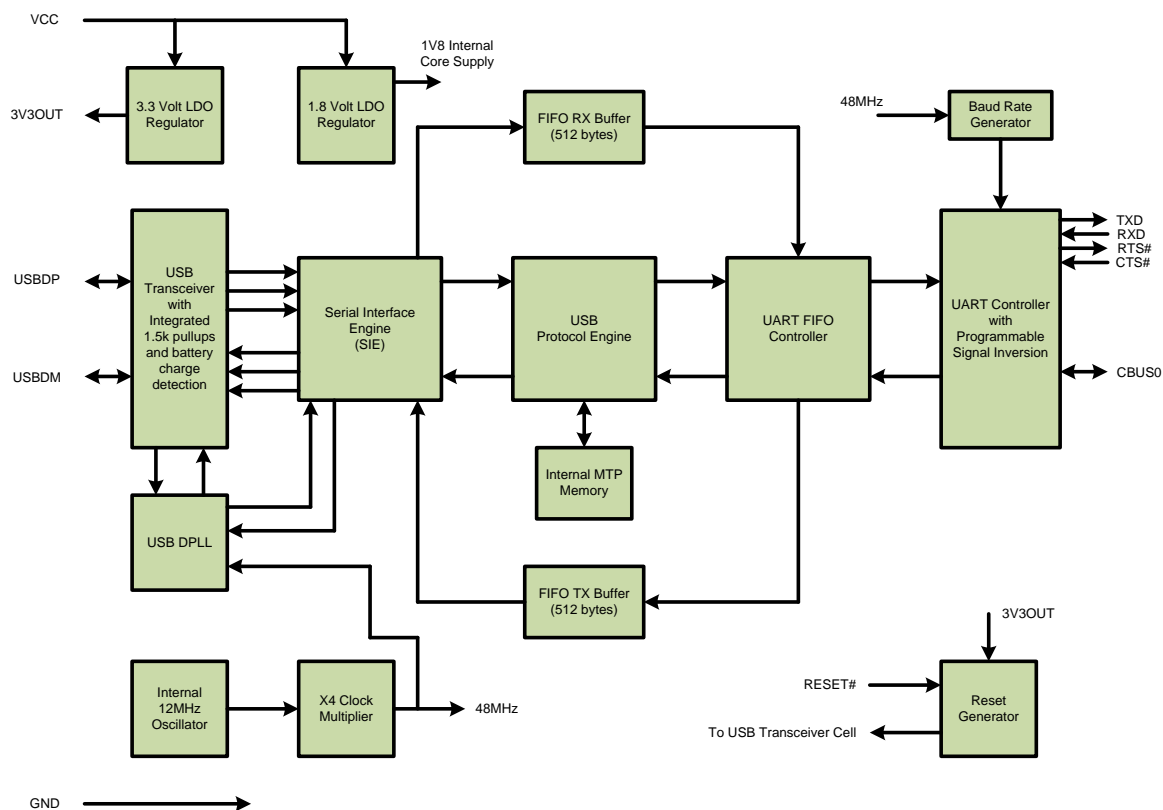 VCC
1V8 Internal
Core Supply
3.3 Volt LDO
Regulator
1.8 Volt LDO
Regulator
3V3OUT
FIFO RX Buffer
(512 bytes)
48MHz
Baud Rate
Generator
USBDP
USBDM
USB
Transceiver
with
Integrated
1.5k pullups
and battery
charge
detection
Serial Interface
Engine
(SIE)
USB
Protocol Engine
UART FIFO
Controller
UART Controller
with
Programmable
Signal Inversion
TXD
RXD
RTS#
CTS#
CBUS0
Internal MTP
Memory
USB DPLL
FIFO TX Buffer
(512 bytes)
3V3OUT
Internal
12MHz
Oscillator
X4 Clock
Multiplier
48MHz
RESET#
Reset
Generator
To USB Transceiver Cell
GND